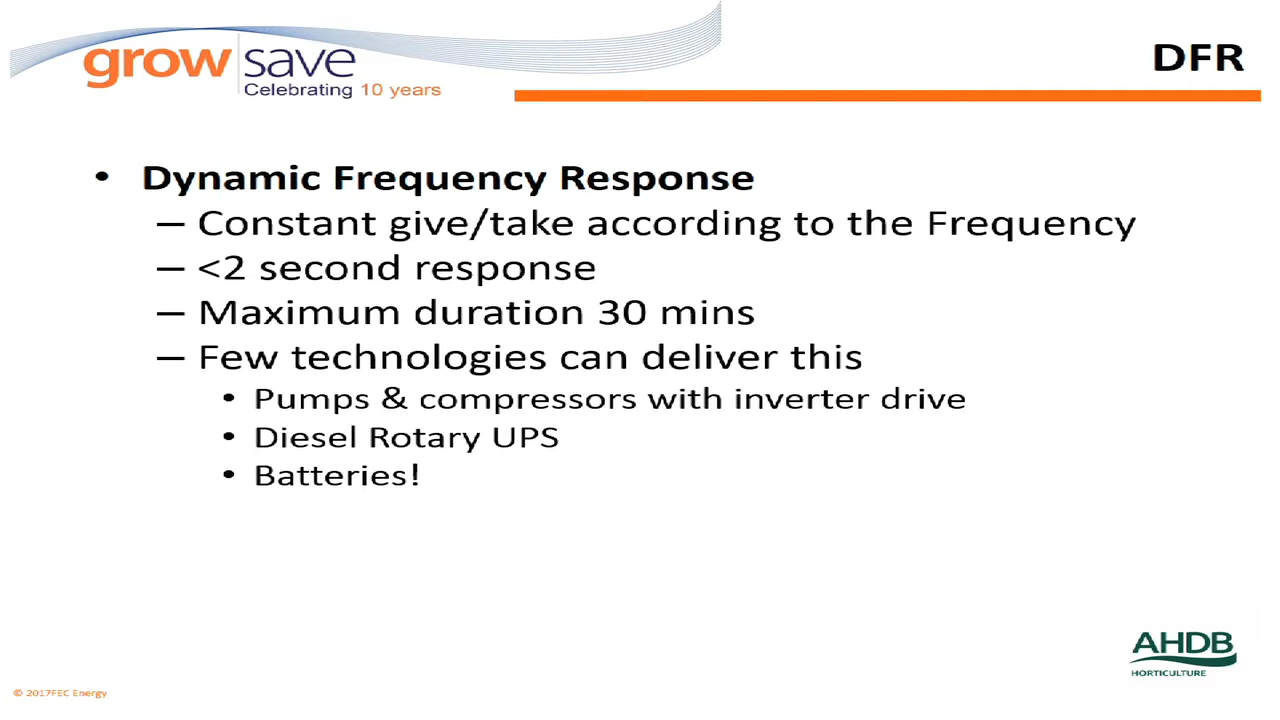 grow save
Celebrating 10 years
DFR
• Dynamic Frequency Response
– Constant give/take according to the Frequency
– <2 second response
– Maximum duration 30 mins
– Few technologies can deliver this
• Pumps & compressors with inverter drive
• Diesel Rotary UPS
• Batteries!
AHDB
HORTICULTURE
© 2017FEC Energy